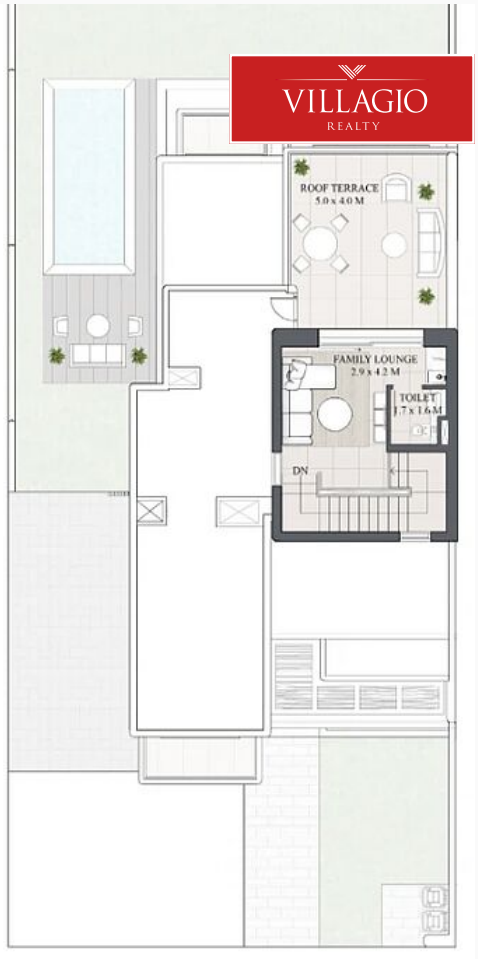 VILLAGIO
REALTY
ROOF TERRACE
5.0 x 4.0 M
FAMILY LOUNGE
2.9 x 4.2 M
TOILET
1.7 x 1.6 M
DN